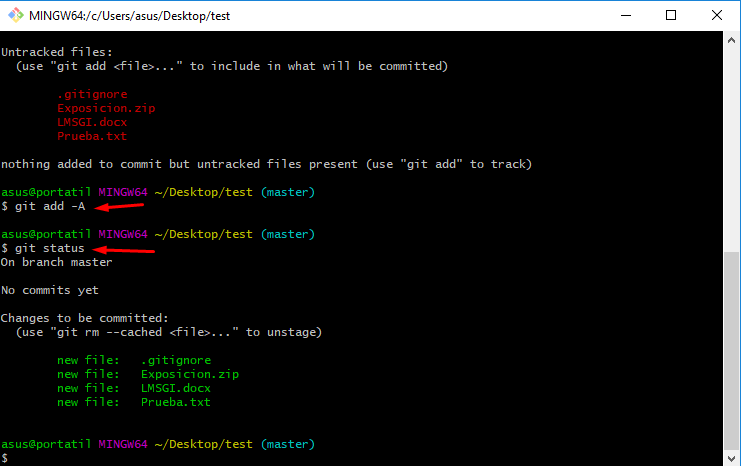 MINGW64:/c/Users/asus/Desktop/test
Untracked files:
  (use "git add <file>..." to include in what will be committed)
        .gitignore
        Exposicion.zip
        LMSGI.docx
        Prueba.txt
nothing added to commit but untracked files present (use "git add" to track)
asus@portatil MINGW64 ~/Desktop/test (master)
$ git add -A
asus@portatil MINGW64 ~/Desktop/test (master)
$ git status
On branch master
No commits yet
Changes to be committed:
  (use "git rm --cached <file>..." to unstage)
        new file:   .gitignore
        new file:   Exposicion.zip
        new file:   LMSGI.docx
        new file:   Prueba.txt
asus@portatil MINGW64 ~/Desktop/test (master)
$